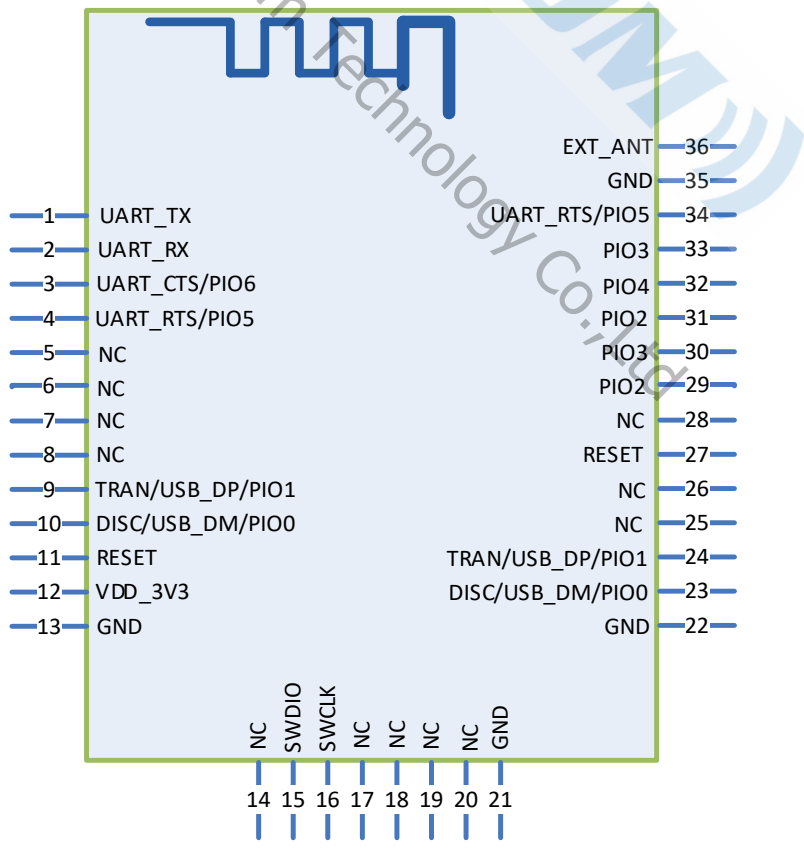 EXT_ANT 36
GND 35
1 UART_TX
UART_RTS/PIO5 34
2 UART_RX
PIO3 33
3 UART_CTS/PIO6
PIO4 32
4 UART_RTS/PIO5
PIO2 31
5 NC
PIO3 30
6 NC
PIO2 29
7 NC
NC 28
8 NC
RESET 27
9 TRAN/USB_DP/PIO1
NC 26
10 DISC/USB_DM/PIO0
NC 25
11 RESET
TRAN/USB_DP/PIO1 24
12 VDD_3V3
DISC/USB_DM/PIO0 23
13 GND
GND 22
NC
SWDIO
SWCLK
NC
NC
NC
NC
GND
14 15 16 17 18 19 20 21
Technology Co.,Ltd